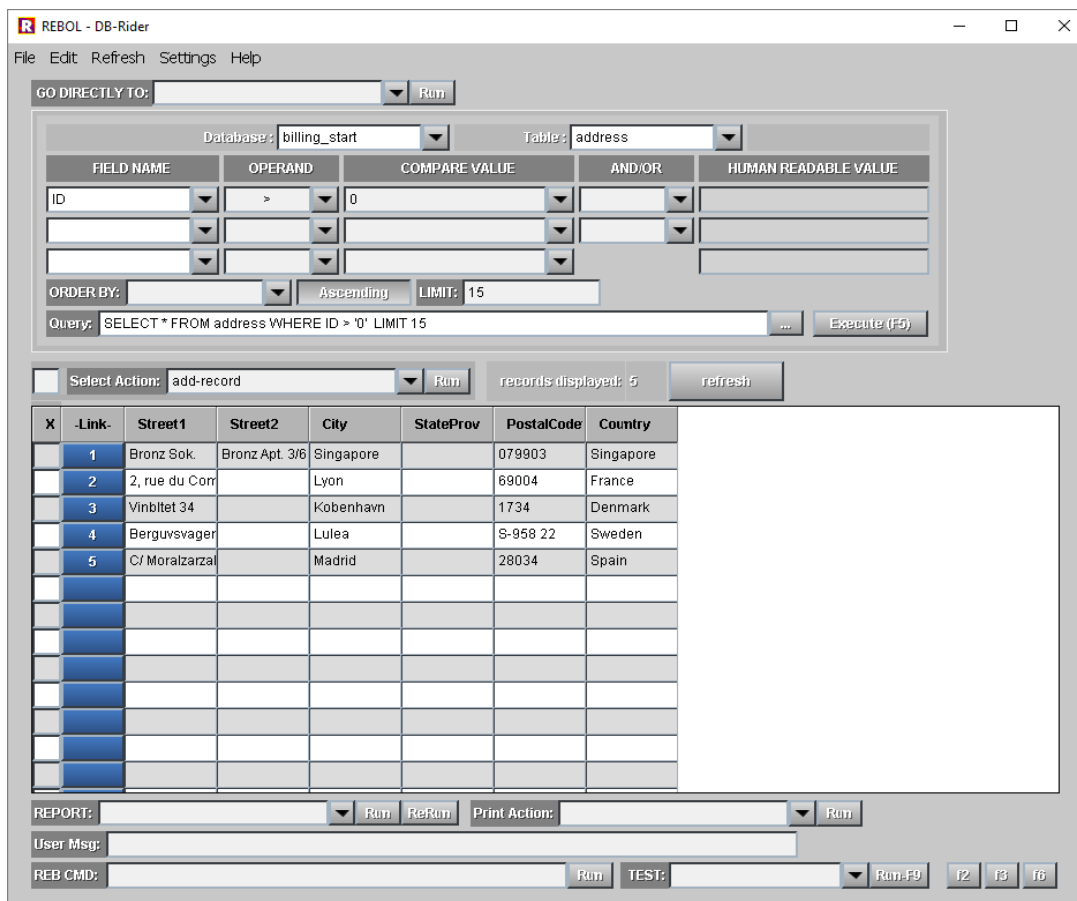 REBOL - DB-Rider
File Edit Refresh Settings Help
GO DIRECTLY TO: Run
Database: billing_start Table: address
FIELD NAME OPERAND COMPARE VALUE AND/OR HUMAN READABLE VALUE
ID > 0
ORDER BY: Ascending LIMIT: 15
Query: SELECT * FROM address WHERE ID > '0' LIMIT 15 ... Execute (F5)
Select Action: add-record Run records displayed: 5 refresh
X -Link- Street1 Street2 City StateProv PostalCode Country
1 Bronz Sok. Bronz Apt. 3/6 Singapore 079903 Singapore
2 2, rue du Com Lyon 69004 France
3 Vinbltet 34 Kobenhavn 1734 Denmark
4 Berguvsvager Lulea S-958 22 Sweden
5 C/ Moralzarzal Madrid 28034 Spain
REPORT: Run ReRun Print Action: Run
User Msg:
REB CMD: Run TEST: Run-F9 f2 f3 f6